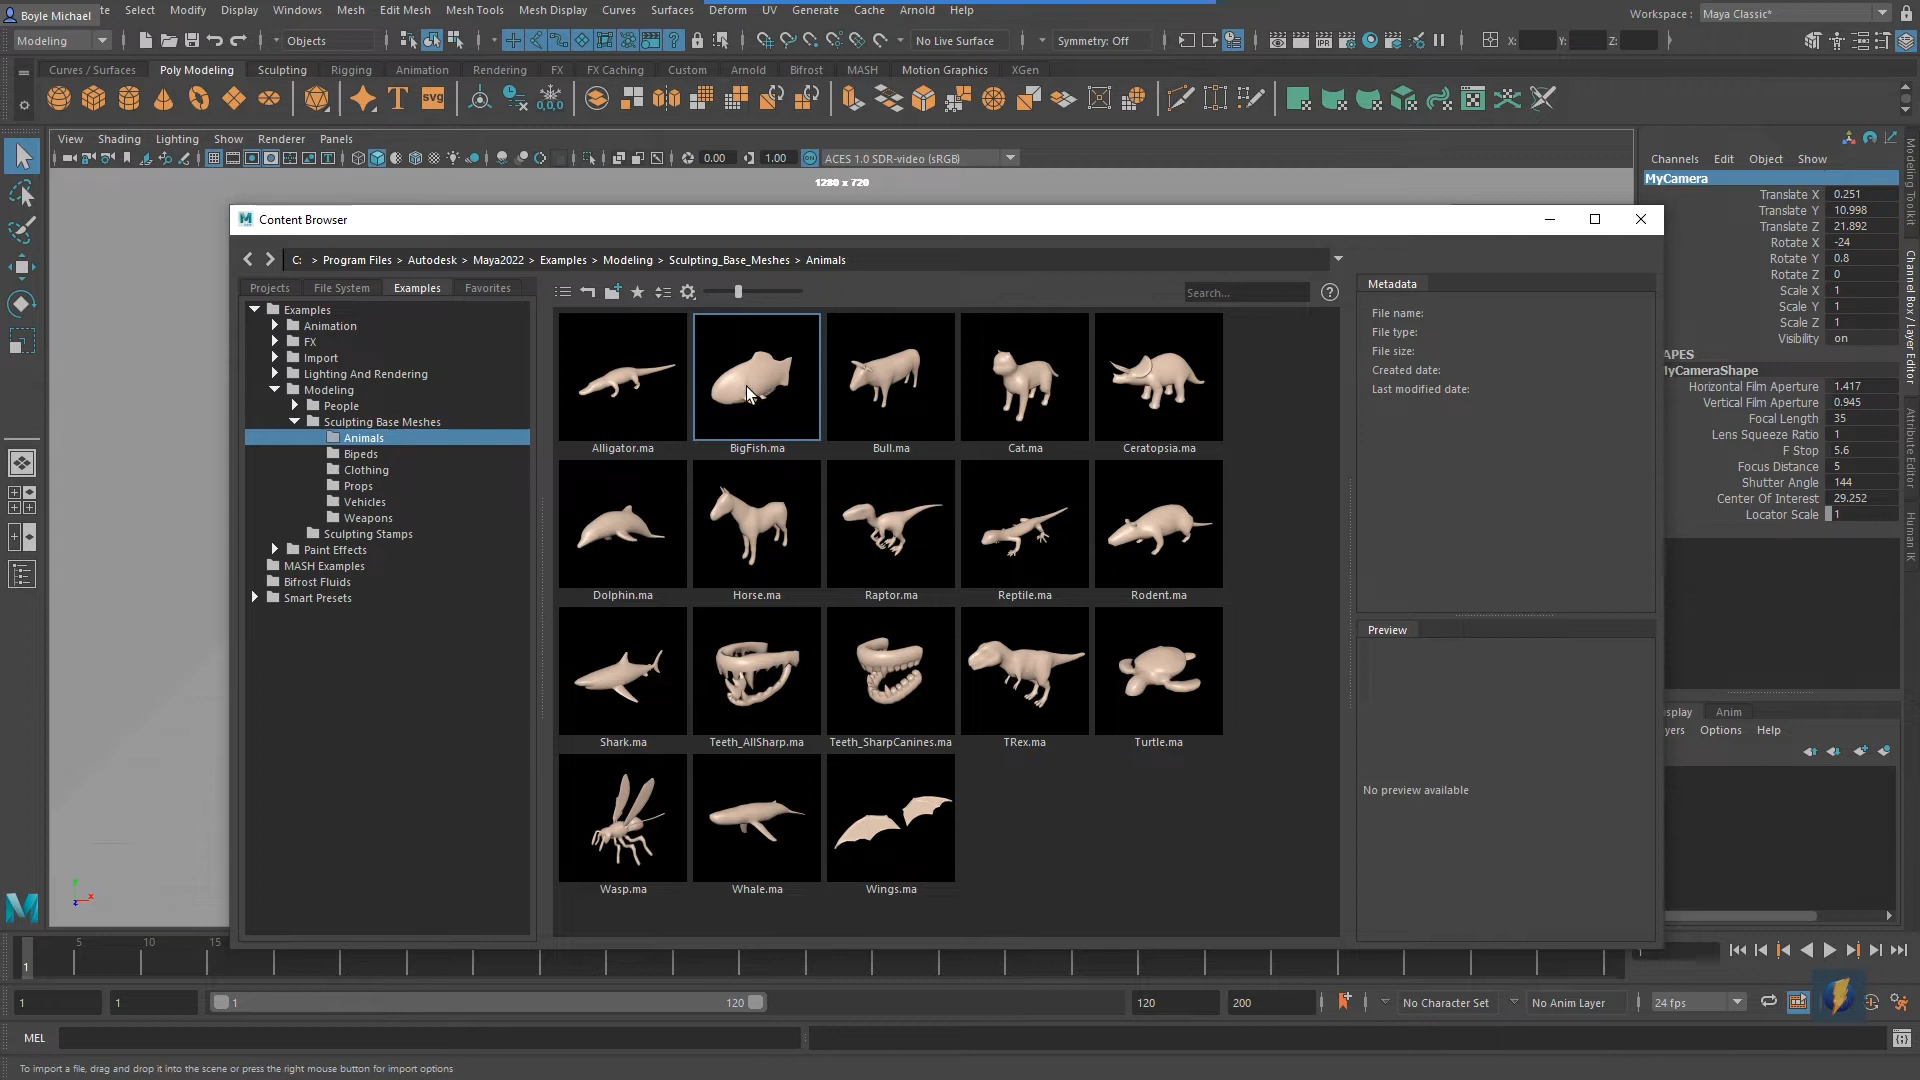 Boyle Michael te Select Modify Display Windows Mesh Edit Mesh Mesh Tools Mesh Display Curves Surfaces Deform UV Generate Cache Arnold Help
Workspace : Maya Classic*
Modeling Objects No Live Surface Symmetry: Off X: Y: Z:
Curves / Surfaces Poly Modeling Sculpting Rigging Animation Rendering FX FX Caching Custom Arnold Bifrost MASH Motion Graphics XGen
View Shading Lighting Show Renderer Panels
0.00 1.00 ACES 1.0 SDR-video (sRGB)
1280 x 720
Channels Edit Object Show
MyCamera
Translate X 0.251
Translate Y 10.998
Translate Z 21.892
Rotate X -24
Rotate Y 0.8
Rotate Z 0
Scale X 1
Scale Y 1
Scale Z 1
Visibility on
APES
MyCameraShape
Horizontal Film Aperture 1.417
Vertical Film Aperture 0.945
Focal Length 35
Lens Squeeze Ratio 1
F Stop 5.6
Focus Distance 5
Shutter Angle 144
Center Of Interest 29.252
Locator Scale 1
Modeling Toolkit
Channel Box / Layer Editor
Attribute Editor
Human IK
Content Browser
C: > Program Files > Autodesk > Maya2022 > Examples > Modeling > Sculpting_Base_Meshes > Animals
Projects File System Examples Favorites
Search...
Examples
Animation
FX
Import
Lighting And Rendering
Modeling
People
Sculpting Base Meshes
Animals
Bipeds
Clothing
Props
Vehicles
Weapons
Sculpting Stamps
Paint Effects
MASH Examples
Bifrost Fluids
Smart Presets
Alligator.ma BigFish.ma Bull.ma Cat.ma Ceratopsia.ma
Dolphin.ma Horse.ma Raptor.ma Reptile.ma Rodent.ma
Shark.ma Teeth_AllSharp.ma Teeth_SharpCanines.ma TRex.ma Turtle.ma
Wasp.ma Whale.ma Wings.ma
Metadata
File name:
File type:
File size:
Created date:
Last modified date:
Preview
No preview available
splay Anim
yers Options Help
5 10 15
1
1 1 1 120 120 200 No Character Set No Anim Layer 24 fps
MEL
To import a file, drag and drop it into the scene or press the right mouse button for import options